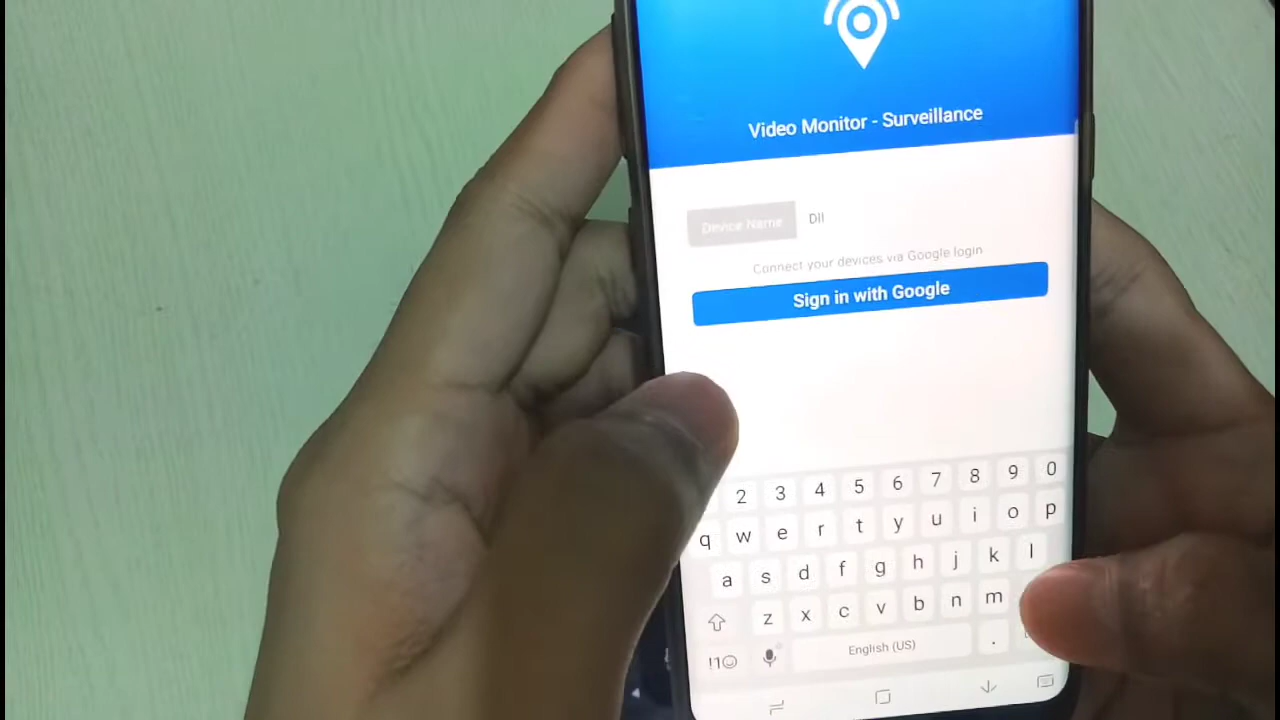 Video Monitor - Surveillance
Device Name
Dll
Connect your devices via Google login
Sign in with Google
2 3 4 5 6 7 8 9 0
q w e r t y u i o p
a s d f g h j k l
z x c v b n m
!1☺ English (US) .